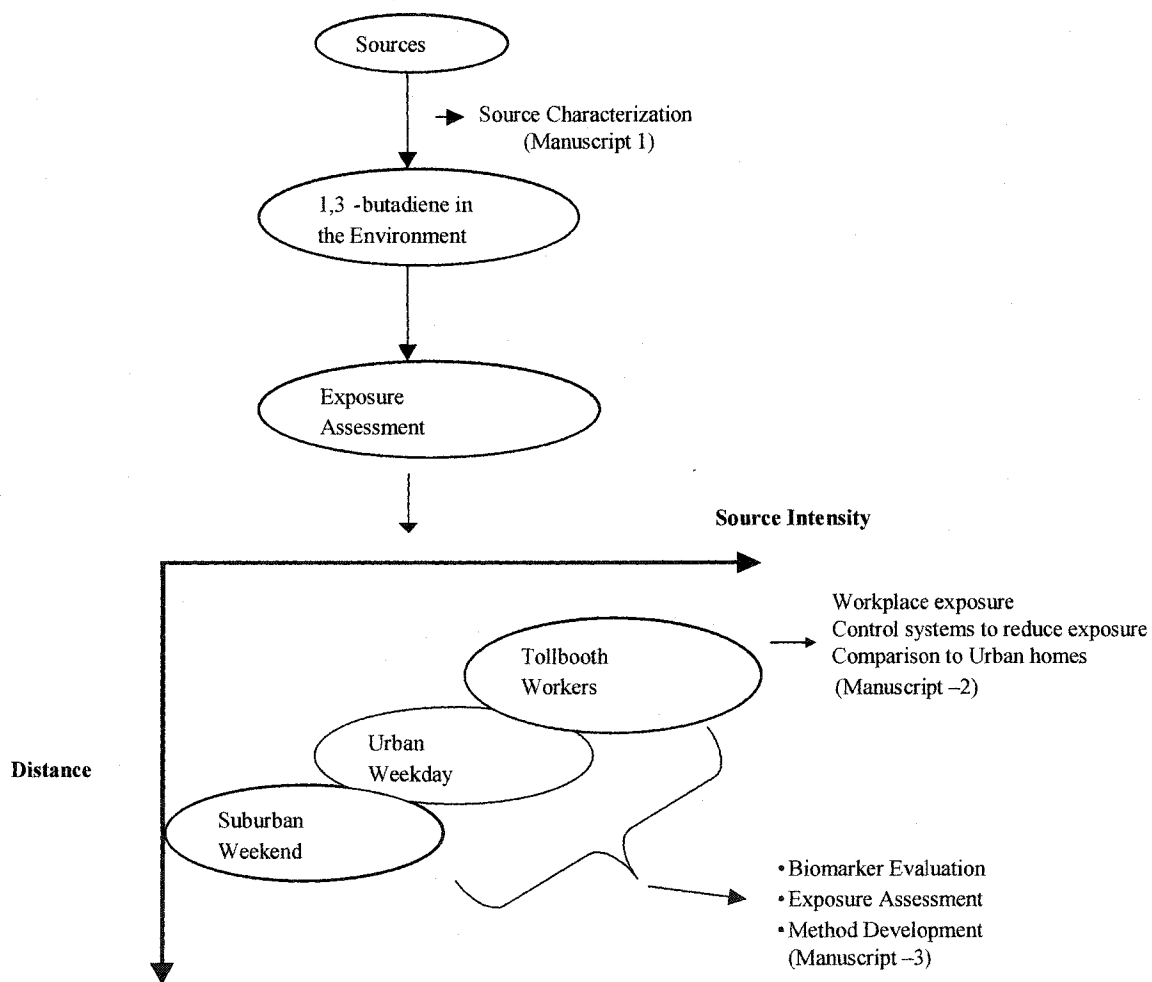 Sources
Source Characterization
(Manuscript 1)
1,3 -butadiene in
the Environment
Exposure
Assessment
Source Intensity
Workplace exposure
Control systems to reduce exposure
Comparison to Urban homes
(Manuscript –2)
Tollbooth
Workers
Urban
Weekday
Distance
Suburban
Weekend
• Biomarker Evaluation
• Exposure Assessment
• Method Development
(Manuscript –3)